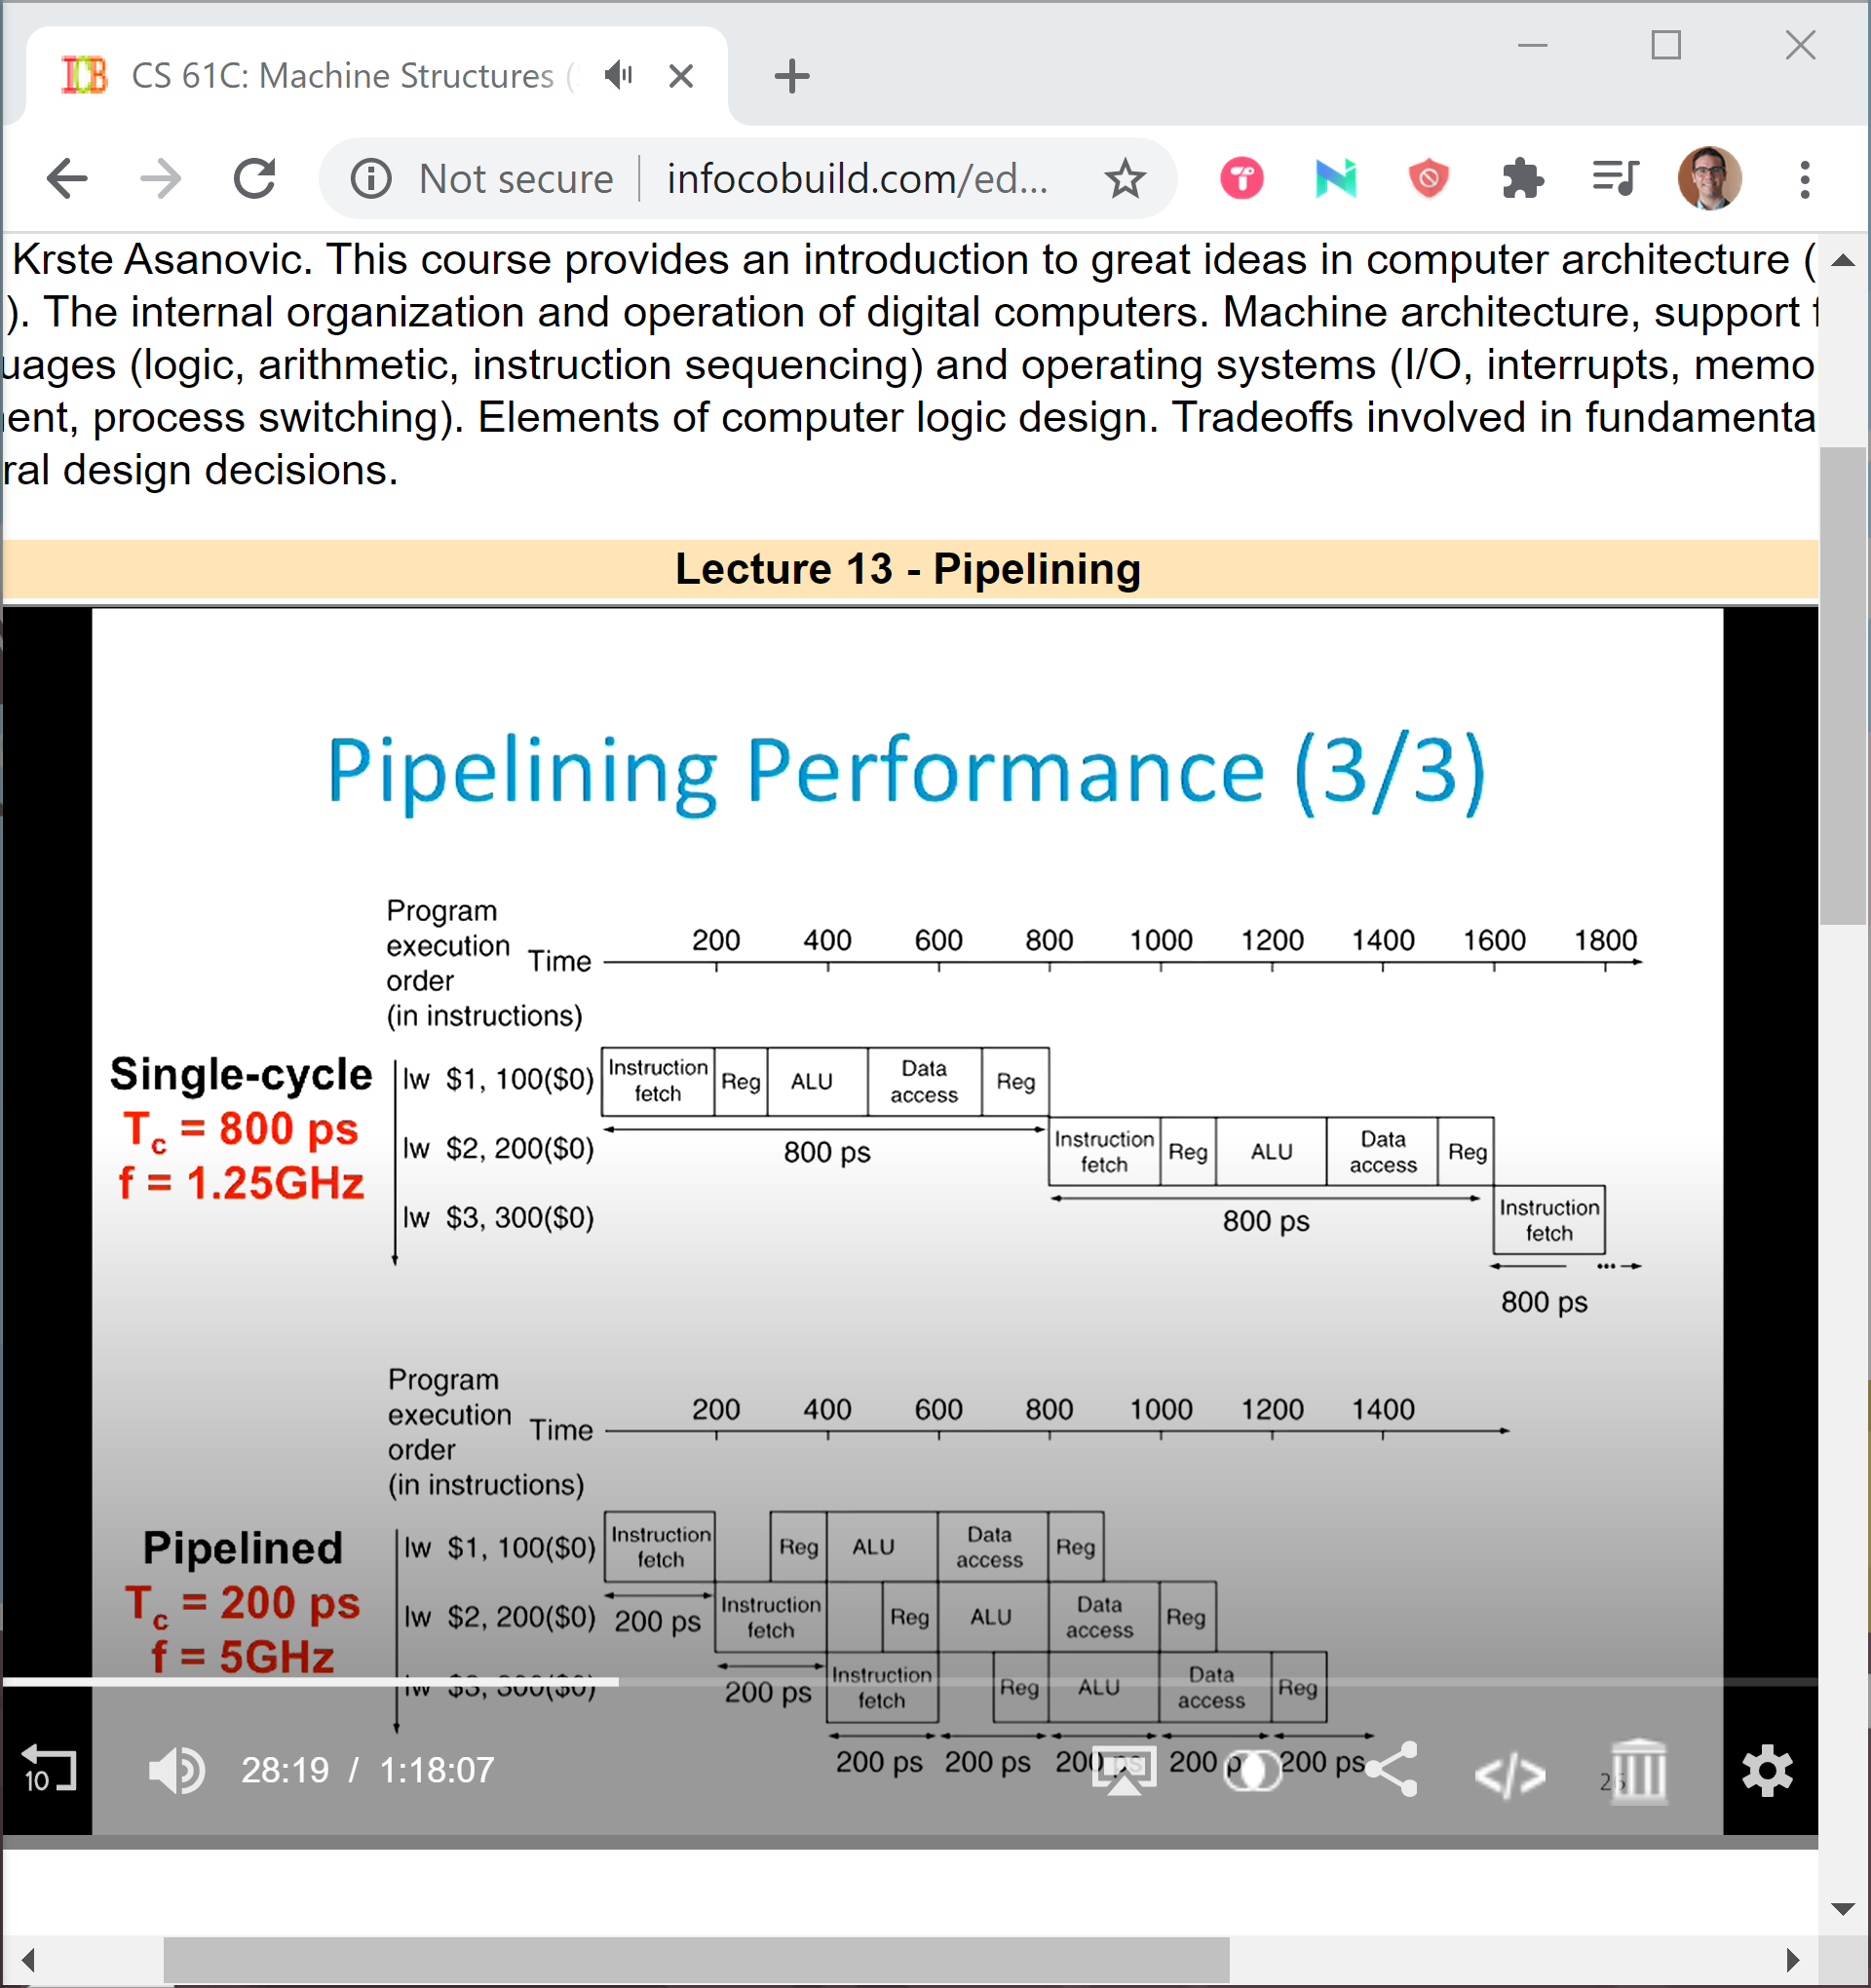 CS 61C: Machine Structures (
Not secure | infocobuild.com/ed...
Krste Asanovic. This course provides an introduction to great ideas in computer architecture (
). The internal organization and operation of digital computers. Machine architecture, support f
uages (logic, arithmetic, instruction sequencing) and operating systems (I/O, interrupts, memo
ent, process switching). Elements of computer logic design. Tradeoffs involved in fundamenta
ral design decisions.
Lecture 13 - Pipelining
Pipelining Performance (3/3)
Program
execution
order
(in instructions)
Time
200 400 600 800 1000 1200 1400 1600 1800
Single-cycle
Tc = 800 ps
f = 1.25GHz
lw $1, 100($0)
Instruction fetch
Reg
ALU
Data access
Reg
800 ps
lw $2, 200($0)
Instruction fetch
Reg
ALU
Data access
Reg
800 ps
lw $3, 300($0)
Instruction fetch
...
800 ps
Program
execution
order
(in instructions)
Time
200 400 600 800 1000 1200 1400
Pipelined
Tc = 200 ps
f = 5GHz
lw $1, 100($0)
Instruction fetch
Reg
ALU
Data access
Reg
200 ps
lw $2, 200($0)
Instruction fetch
Reg
ALU
Data access
Reg
200 ps
lw $3, 300($0)
Instruction fetch
Reg
ALU
Data access
Reg
200 ps 200 ps 200 ps 200 ps 200 ps
10
28:19 / 1:18:07